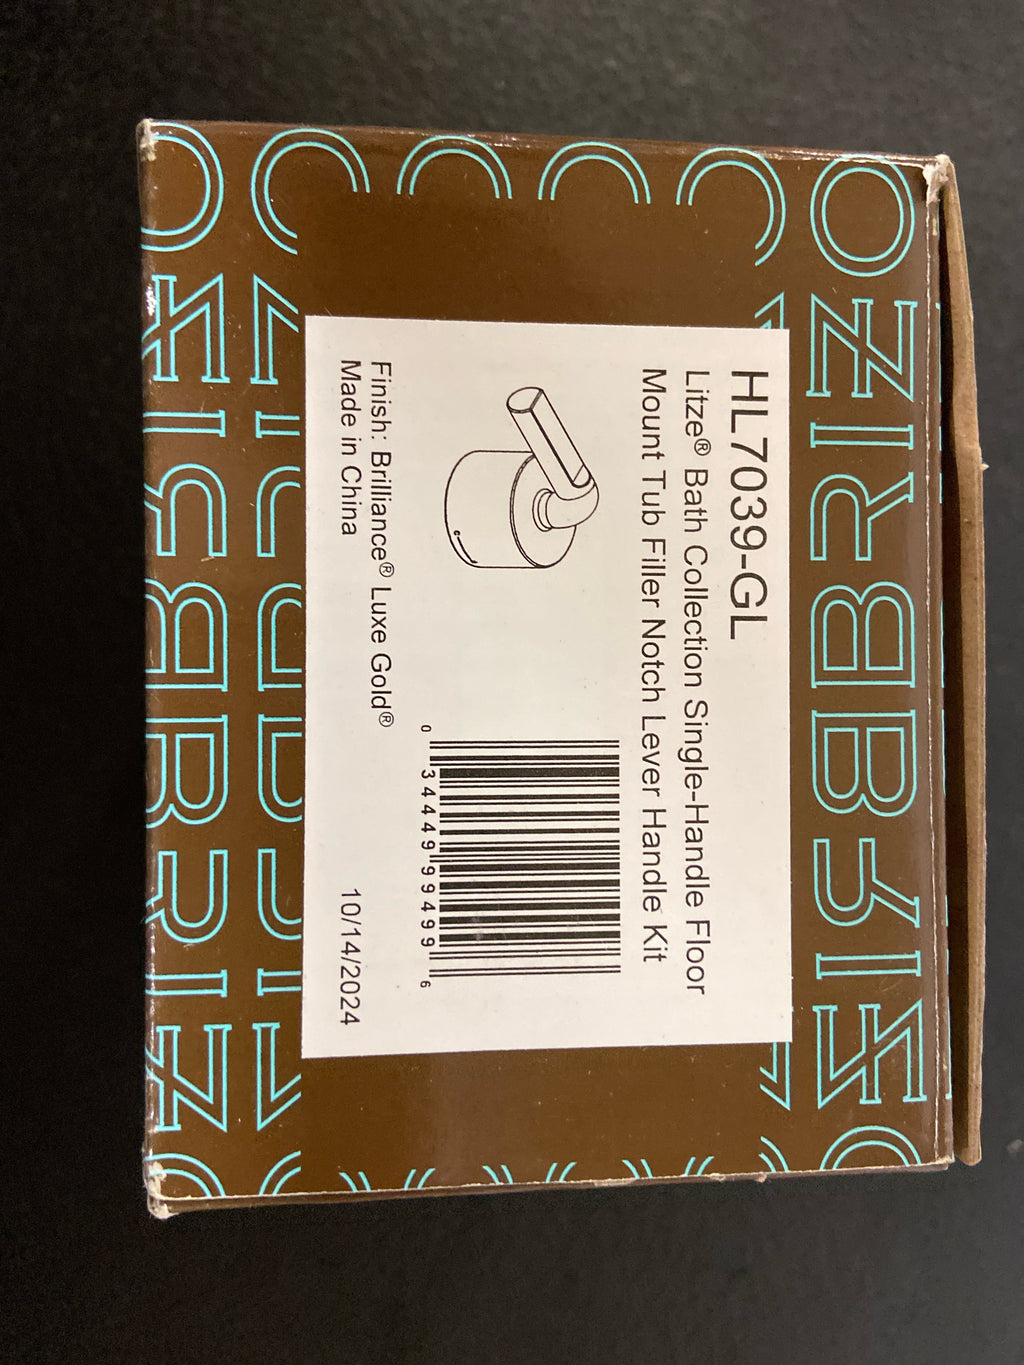 HL7039-GL
Litze® Bath Collection Single-Handle Floor
Mount Tub Filler Notch Lever Handle Kit
0 34449 99499 6
Finish: Brilliance® Luxe Gold®
Made in China
10/14/2024